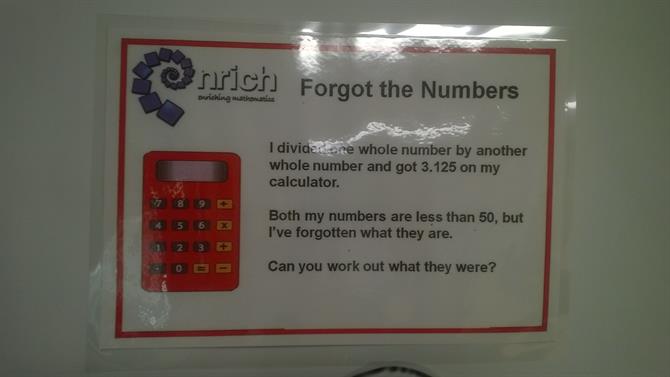 nrich
enriching mathematics
Forgot the Numbers
I divided one whole number by another
whole number and got 3.125 on my
calculator.
Both my numbers are less than 50, but
I've forgotten what they are.
Can you work out what they were?
7 8 9 ÷
4 5 6 x
1 2 3 +
0 = −